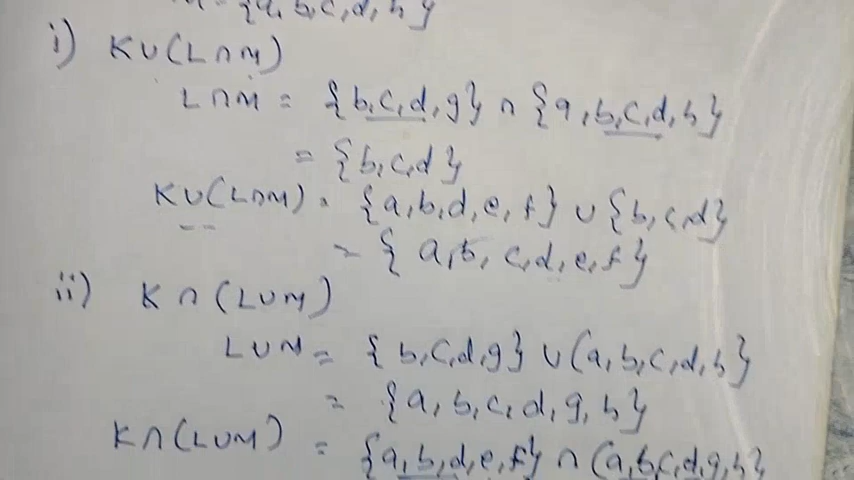 M = {a, b, c, d, h}
i) K∪(L∩M)
L∩M = {b, c, d, g} ∩ {a, b, c, d, h}
= {b, c, d}
K∪(L∩M) = {a, b, d, e, f} ∪ {b, c, d}
= {a, b, c, d, e, f}
ii) K ∩ (L∪M)
L∪M = {b, c, d, g} ∪ (a, b, c, d, h}
= {a, b, c, d, g, h}
K∩(L∪M) = {a, b, d, e, f} ∩ (a, b, c, d, g, h}